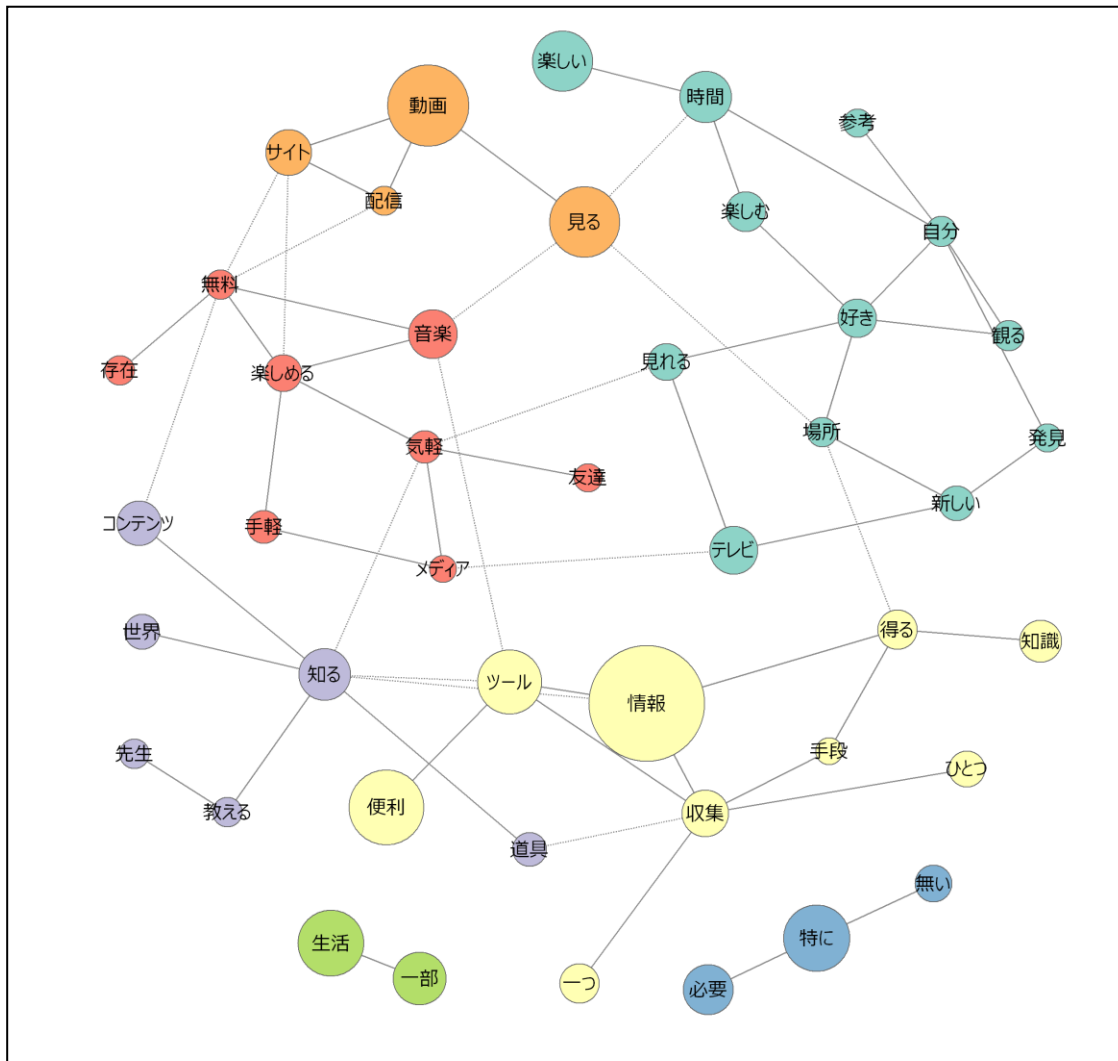 楽しい
動画
時間
参考
サイト
配信
見る
楽しむ
自分
無料
音楽
好き
観る
存在
楽しめる
見れる
気軽
場所
発見
友達
コンテンツ
手軽
新しい
テレビ
メディア
世界
得る
知識
知る
ツール
情報
先生
手段
ひとつ
教える
便利
収集
道具
無い
生活
特に
一部
一つ
必要